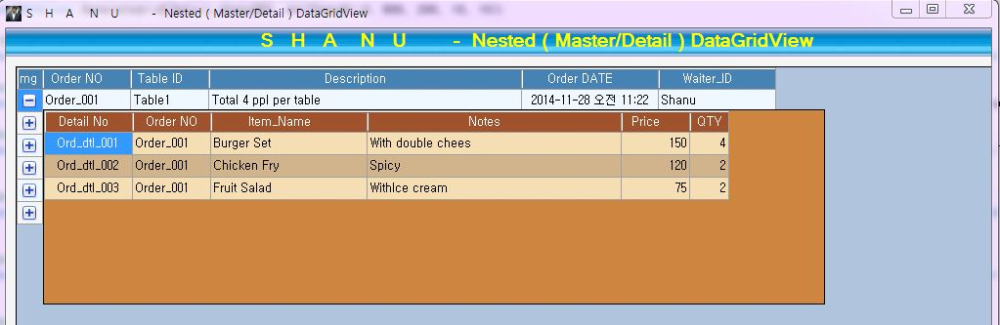 S H A N U - Nested ( Master/Detail ) DataGridView
S H A N U - Nested ( Master/Detail ) DataGridView
mg Order NO Table ID Description Order DATE Waiter_ID
Order_001 Table1 Total 4 ppl per table 2014-11-28 오전 11:22 Shanu
Detail No Order NO Item_Name Notes Price QTY
Ord_dtl_001 Order_001 Burger Set With double chees 150 4
Ord_dtl_002 Order_001 Chicken Fry Spicy 120 2
Ord_dtl_003 Order_001 Fruit Salad WithIce cream 75 2